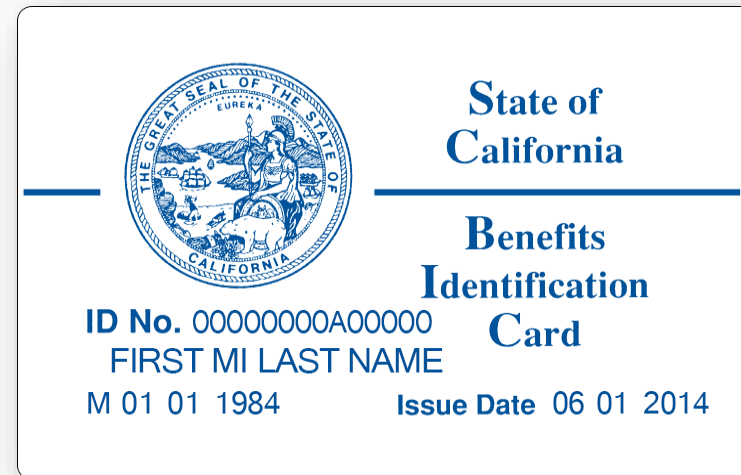 THE GREAT SEAL OF THE STATE OF CALIFORNIA
EUREKA
State of
California
Benefits
Identification
Card
ID No. 00000000A00000
FIRST MI LAST NAME
M 01 01 1984 Issue Date 06 01 2014